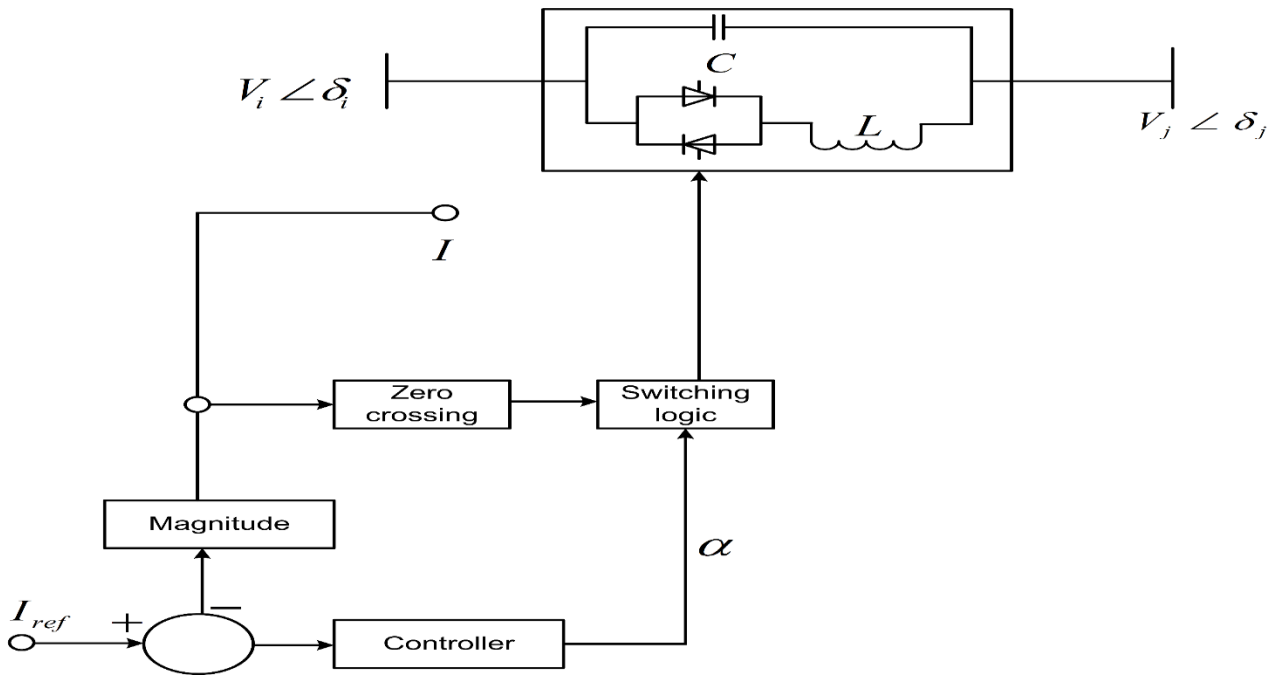 C
V_i ∠δ_i
L
V_j ∠ δ_j
I
Zero
crossing
Switching
logic
Magnitude
α
I_ref
+
−
Controller